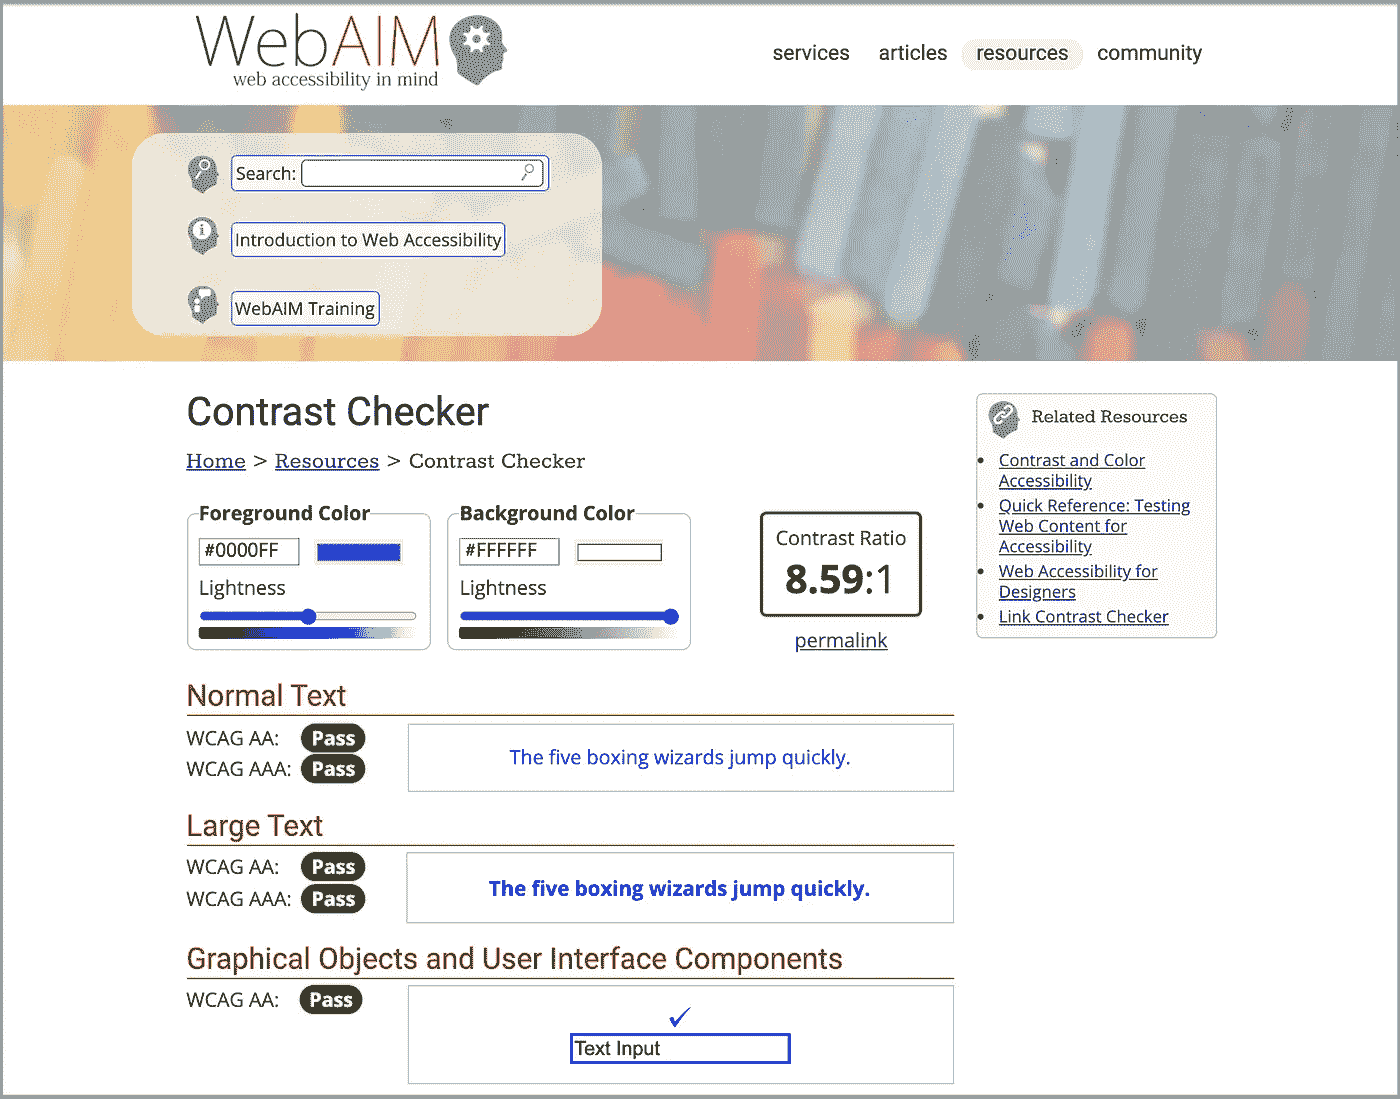 WebAIM
web accessibility in mind
services articles resources community
Search:
Introduction to Web Accessibility
WebAIM Training
Contrast Checker
Home > Resources > Contrast Checker
Foreground Color
#0000FF
Lightness
Background Color
#FFFFFF
Lightness
Contrast Ratio
8.59:1
permalink
Related Resources
Contrast and Color
Accessibility
Quick Reference: Testing
Web Content for
Accessibility
Web Accessibility for
Designers
Link Contrast Checker
Normal Text
WCAG AA: Pass
WCAG AAA: Pass
The five boxing wizards jump quickly.
Large Text
WCAG AA: Pass
WCAG AAA: Pass
The five boxing wizards jump quickly.
Graphical Objects and User Interface Components
WCAG AA: Pass
✓
Text Input